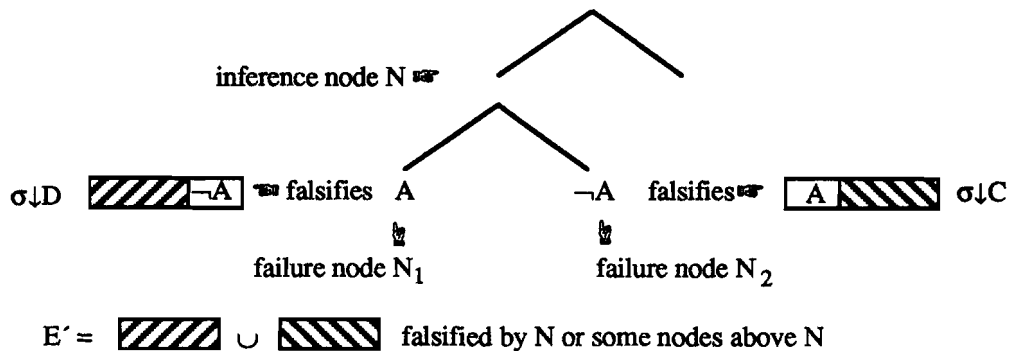 inference node N ☞
σ↓D ¬A ☜ falsifies A ¬A falsifies ☞ A σ↓C
failure node N₁ failure node N₂
E´ = ∪ falsified by N or some nodes above N